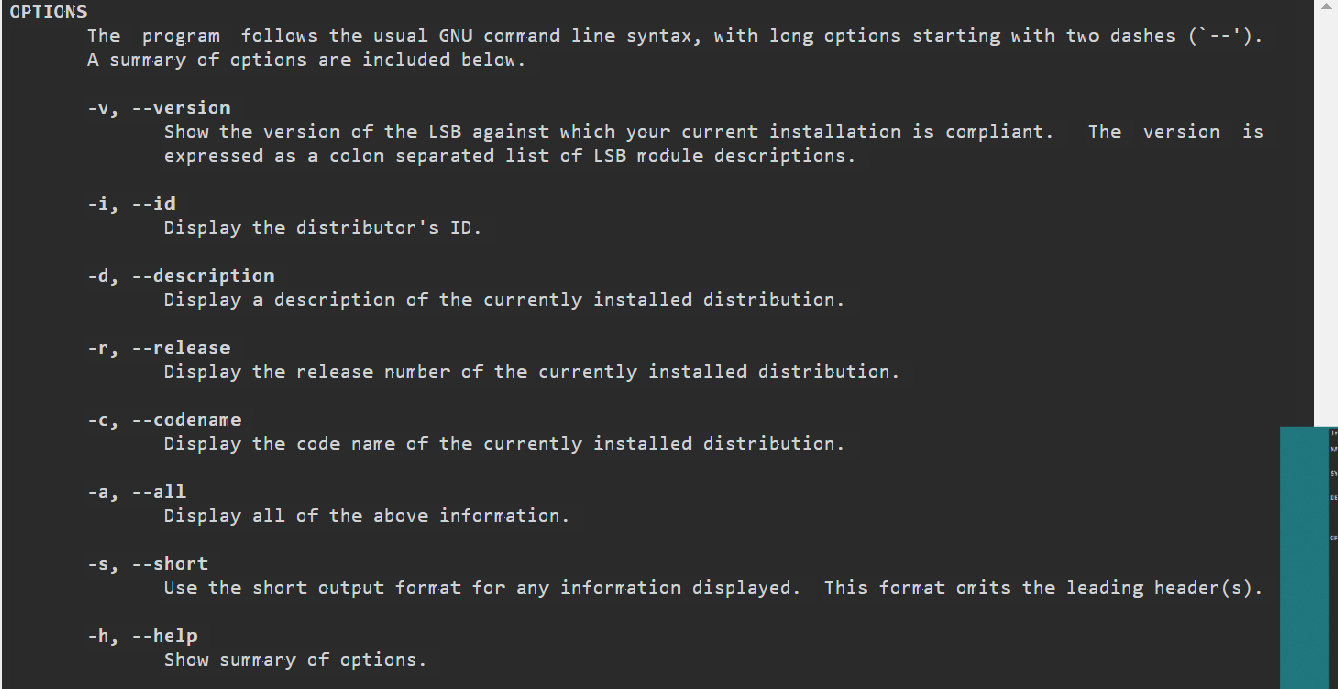 OPTIONS
The program follows the usual GNU command line syntax, with long options starting with two dashes (`--').
A summary of options are included below.
-v, --version
Show the version of the LSB against which your current installation is compliant. The version is
expressed as a colon separated list of LSB module descriptions.
-i, --id
Display the distributor's ID.
-d, --description
Display a description of the currently installed distribution.
-r, --release
Display the release number of the currently installed distribution.
-c, --codename
Display the code name of the currently installed distribution.
-a, --all
Display all of the above information.
-s, --short
Use the short output format for any information displayed. This format omits the leading header(s).
-h, --help
Show summary of options.